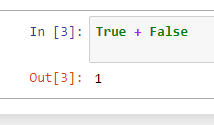 In [3]: True + False
Out[3]: 1